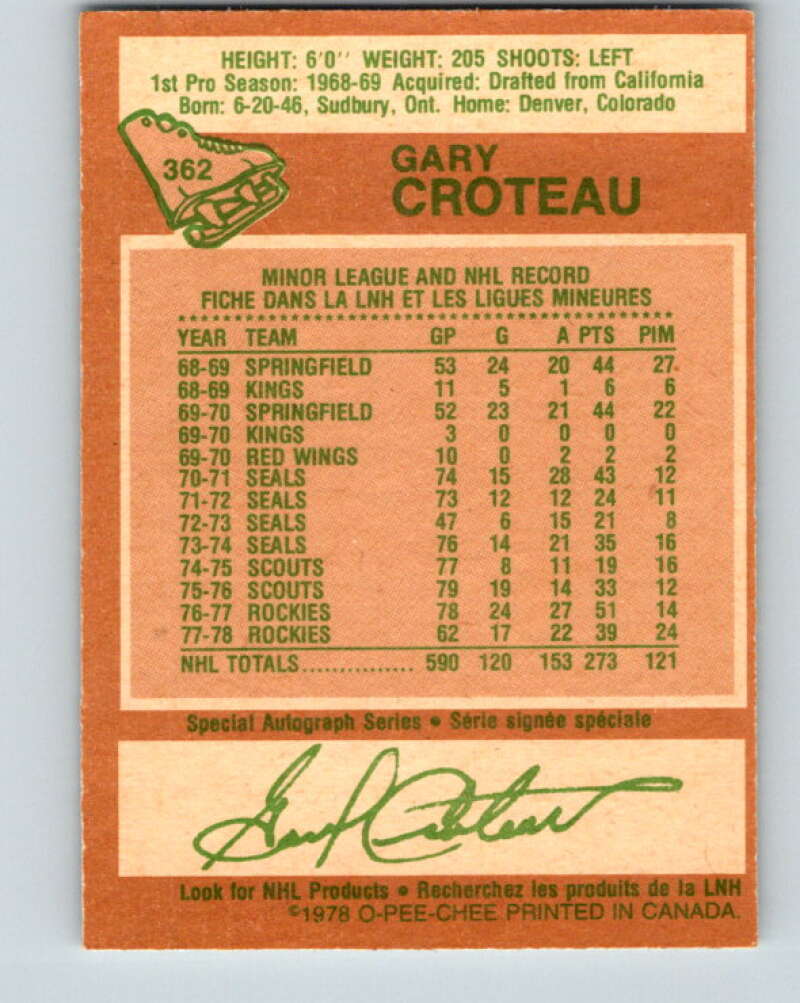 HEIGHT: 6'0'' WEIGHT: 205 SHOOTS: LEFT
1st Pro Season: 1968-69 Acquired: Drafted from California
Born: 6-20-46, Sudbury, Ont. Home: Denver, Colorado
362
GARY
CROTEAU
MINOR LEAGUE AND NHL RECORD
FICHE DANS LA LNH ET LES LIGUES MINEURES
YEAR TEAM GP G A PTS PIM
68-69 SPRINGFIELD 53 24 20 44 27
68-69 KINGS 11 5 1 6 6
69-70 SPRINGFIELD 52 23 21 44 22
69-70 KINGS 3 0 0 0 0
69-70 RED WINGS 10 0 2 2 2
70-71 SEALS 74 15 28 43 12
71-72 SEALS 73 12 12 24 11
72-73 SEALS 47 6 15 21 8
73-74 SEALS 76 14 21 35 16
74-75 SCOUTS 77 8 11 19 16
75-76 SCOUTS 79 19 14 33 12
76-77 ROCKIES 78 24 27 51 14
77-78 ROCKIES 62 17 22 39 24
NHL TOTALS............... 590 120 153 273 121
Special Autograph Series • Série signée spéciale
Gary Croteau
Look for NHL Products • Recherchez les produits de la LNH
©1978 O-PEE-CHEE PRINTED IN CANADA.